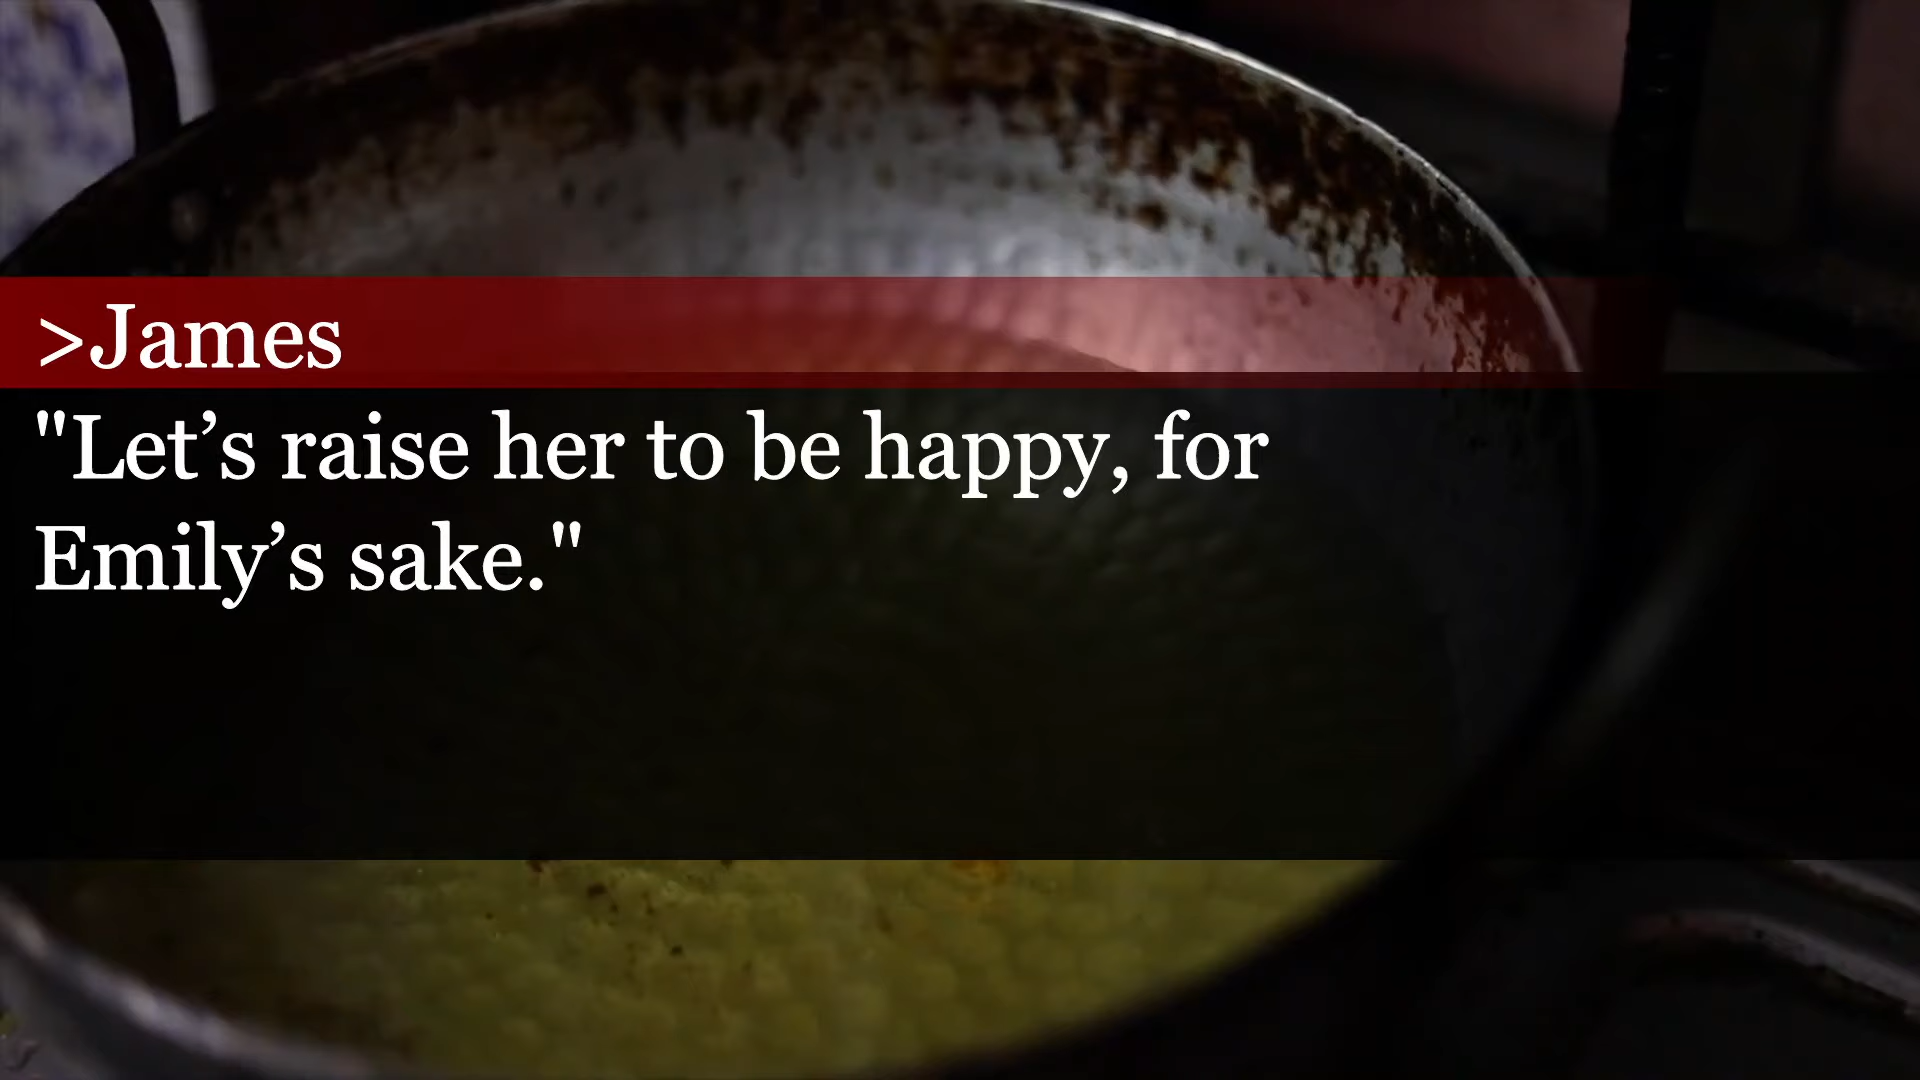 >James
"Let’s raise her to be happy, for
Emily’s sake."